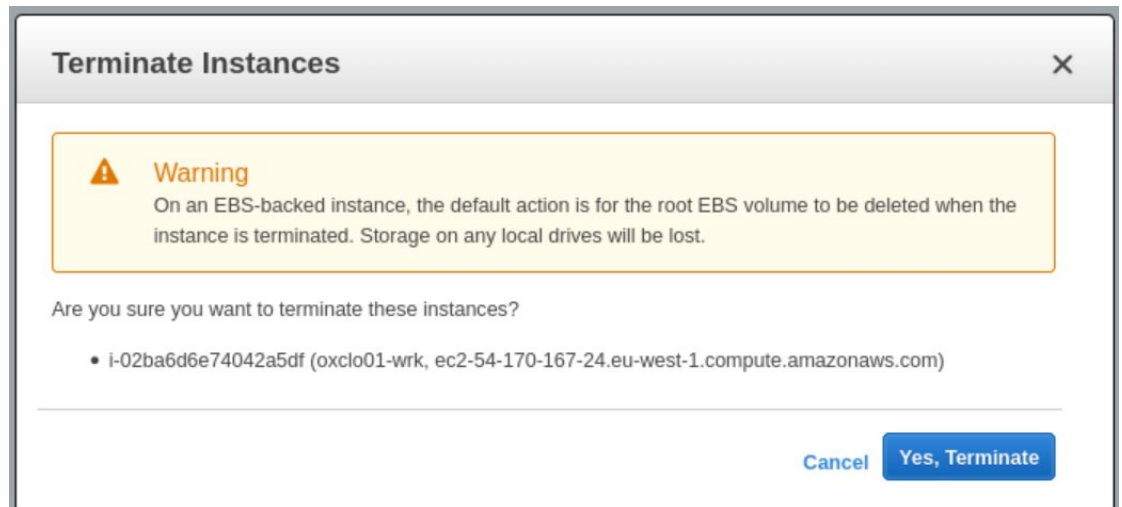 Terminate Instances
Warning
On an EBS-backed instance, the default action is for the root EBS volume to be deleted when the
instance is terminated. Storage on any local drives will be lost.
Are you sure you want to terminate these instances?
• i-02ba6d6e74042a5df (oxclo01-wrk, ec2-54-170-167-24.eu-west-1.compute.amazonaws.com)
Cancel Yes, Terminate